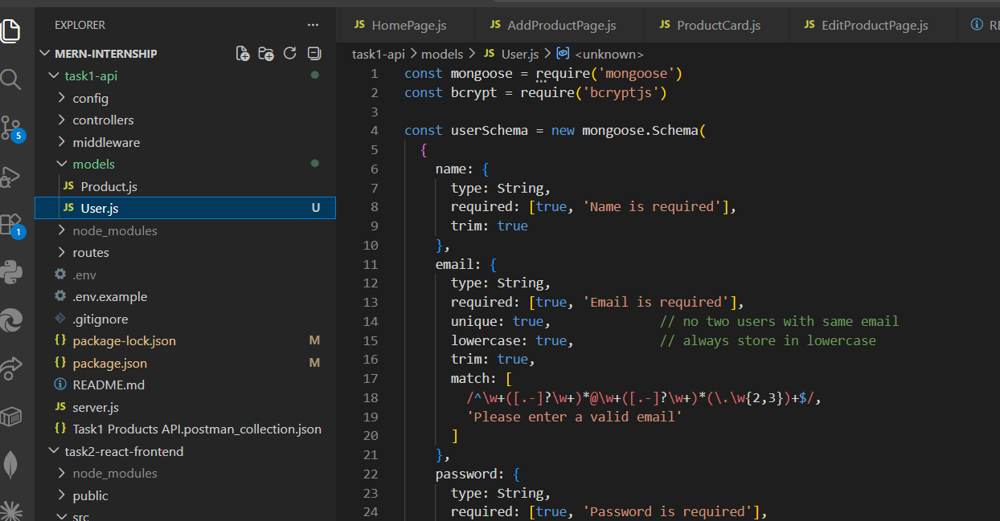 EXPLORER
...
MERN-INTERNSHIP
task1-api
config
controllers
middleware
models
JS Product.js
JS User.js U
node_modules
routes
.env
.env.example
.gitignore
{} package-lock.json M
{} package.json M
README.md
JS server.js
{} Task1 Products API.postman_collection.json
task2-react-frontend
node_modules
public
src
5
1
JS HomePage.js
JS AddProductPage.js
JS ProductCard.js
JS EditProductPage.js
task1-api > models > JS User.js > <unknown>
1 const mongoose = require('mongoose')
2 const bcrypt = require('bcryptjs')
3
4 const userSchema = new mongoose.Schema(
5 {
6 name: {
7 type: String,
8 required: [true, 'Name is required'],
9 trim: true
10 },
11 email: {
12 type: String,
13 required: [true, 'Email is required'],
14 unique: true, // no two users with same email
15 lowercase: true, // always store in lowercase
16 trim: true,
17 match: [
18 /^\w+([.-]?\w+)*@\w+([.-]?\w+)*(\.\w{2,3})+$/,
19 'Please enter a valid email'
20 ]
21 },
22 password: {
23 type: String,
24 required: [true, 'Password is required'],